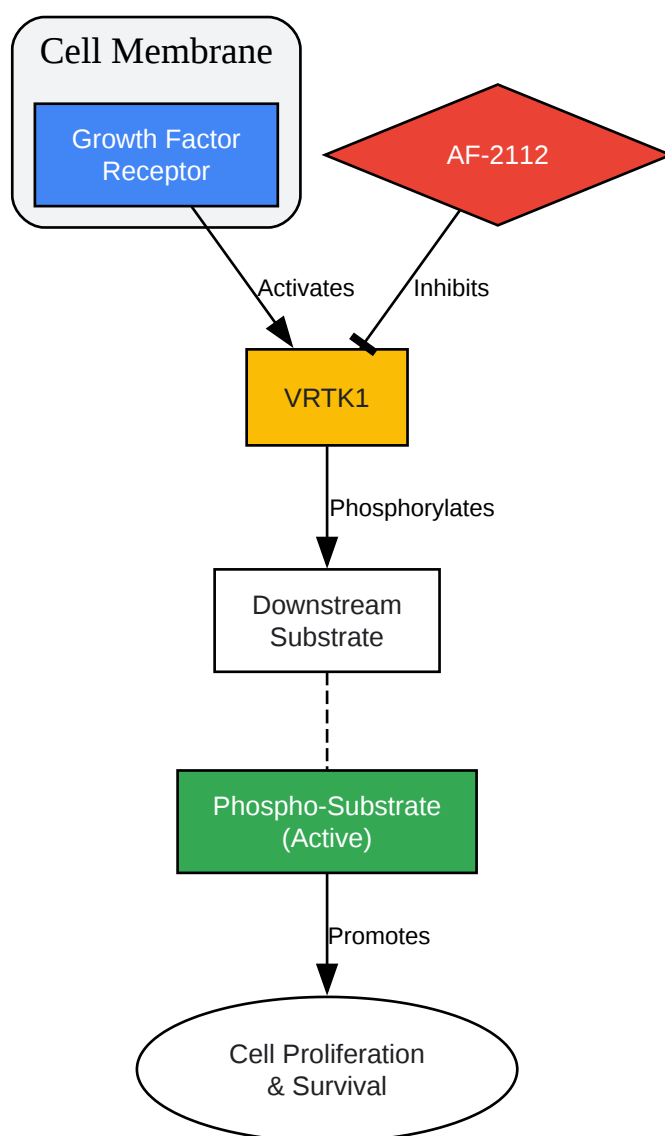 Cell Membrane
Growth Factor
Receptor
AF-2112
Activates
Inhibits
VRTK1
Phosphorylates
Downstream
Substrate
Phospho-Substrate
(Active)
Promotes
Cell Proliferation
& Survival